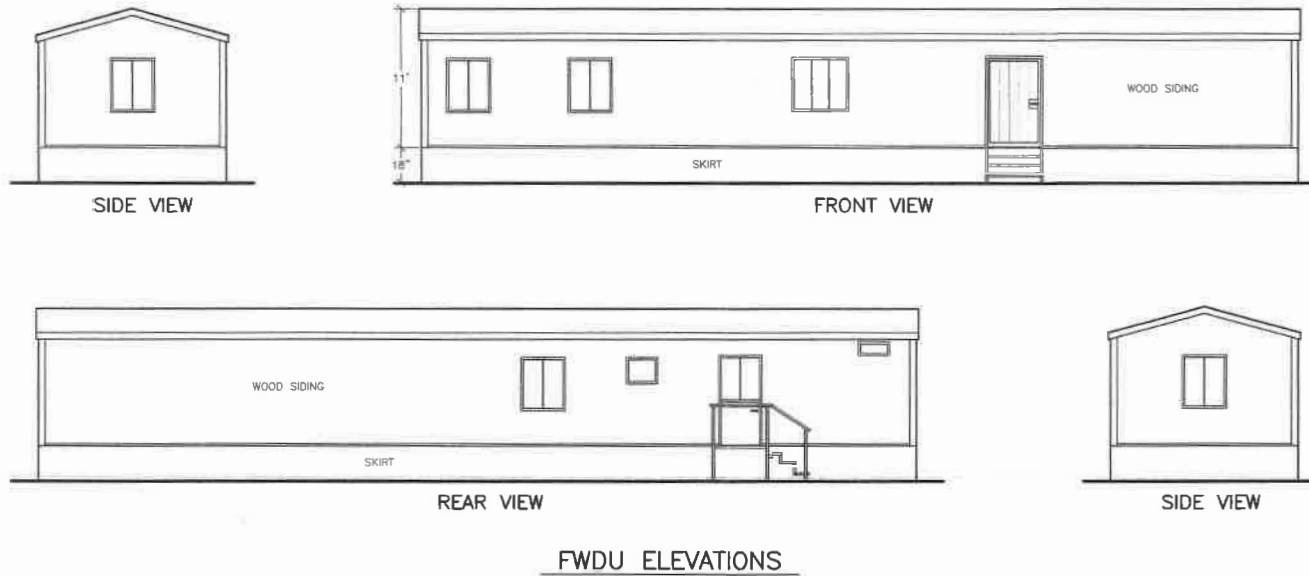 11'
WOOD SIDING
18"
SKIRT
SIDE VIEW
FRONT VIEW
WOOD SIDING
SKIRT
REAR VIEW
SIDE VIEW
FWDU ELEVATIONS